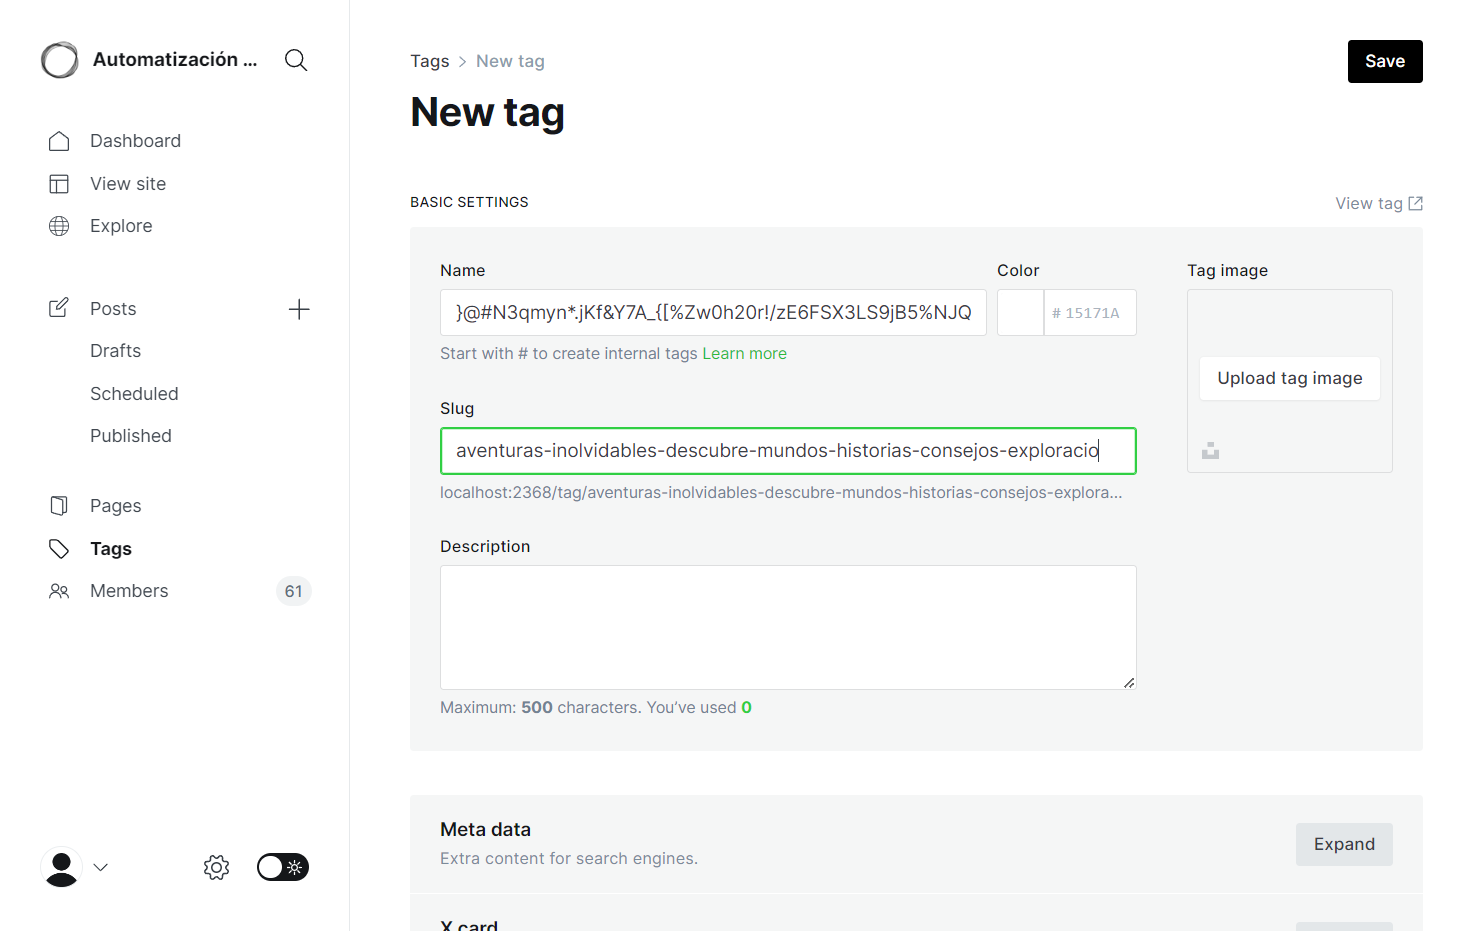 Automatización ...
Dashboard
View site
Explore
Posts
Drafts
Scheduled
Published
Pages
Tags
Members
61
Tags > New tag
Save
New tag
BASIC SETTINGS
View tag
Name
}@#N3qmyn*.jKf&Y7A_{[%Zw0h20r!/zE6FSX3LS9jB5%NJQ
Start with # to create internal tags Learn more
Color
# 15171A
Tag image
Upload tag image
Slug
aventuras-inolvidables-descubre-mundos-historias-consejos-exploracio
localhost:2368/tag/aventuras-inolvidables-descubre-mundos-historias-consejos-explora...
Description
Maximum: 500 characters. You’ve used 0
Meta data
Extra content for search engines.
Expand
X card